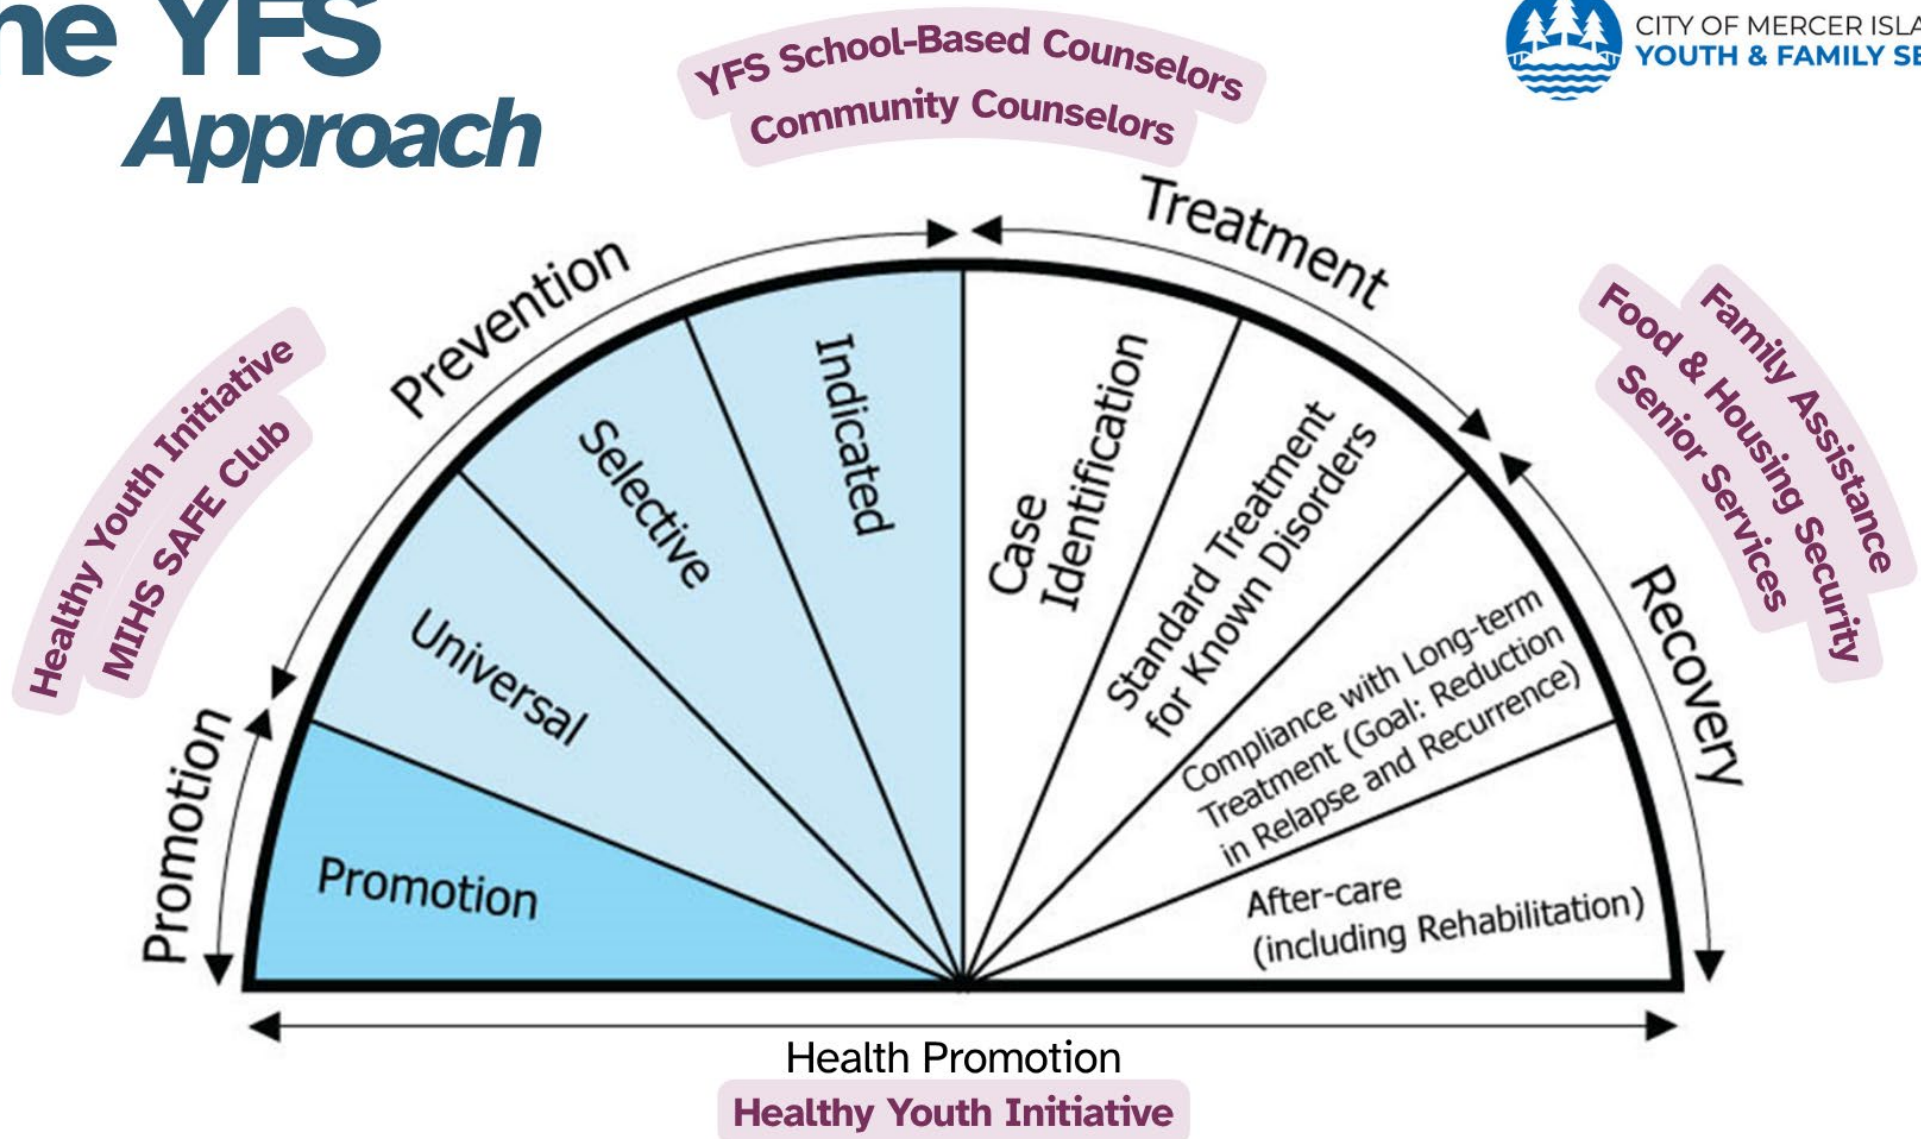 ne YFS
Approach
CITY OF MERCER ISLA
YOUTH & FAMILY SE
YFS School-Based Counselors
Community Counselors
Healthy Youth Initiative
MIHS SAFE Club
Family Assistance
Food & Housing Security
Senior Services
Promotion
Prevention
Treatment
Recovery
Promotion
Universal
Selective
Indicated
Case
Identification
Standard Treatment
for Known Disorders
Compliance with Long-term
Treatment (Goal: Reduction
in Relapse and Recurrence)
After-care
(including Rehabilitation)
Health Promotion
Healthy Youth Initiative